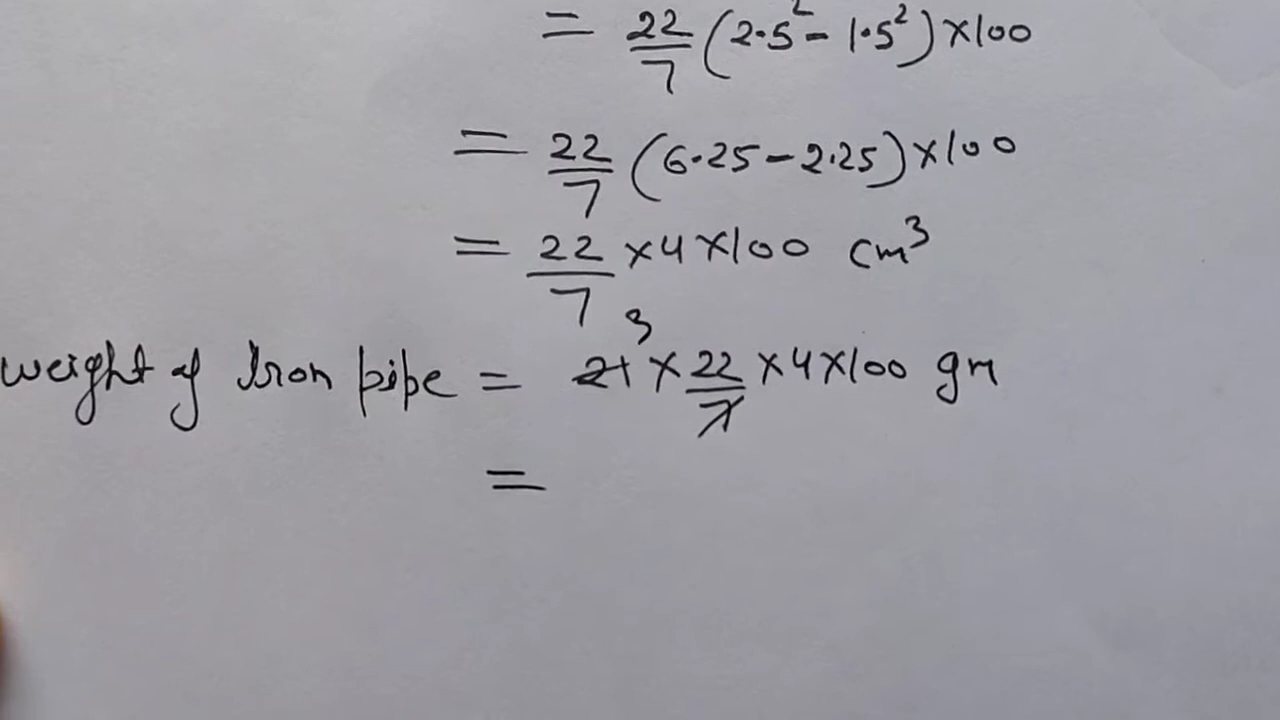 = 22/7 (2.5² - 1.5²) × 100
= 22/7 (6.25 - 2.25) × 100
= 22/7 × 4 × 100 cm³
weight of Iron pipe = 21 3 × 22/7 × 4 × 100 gm
=